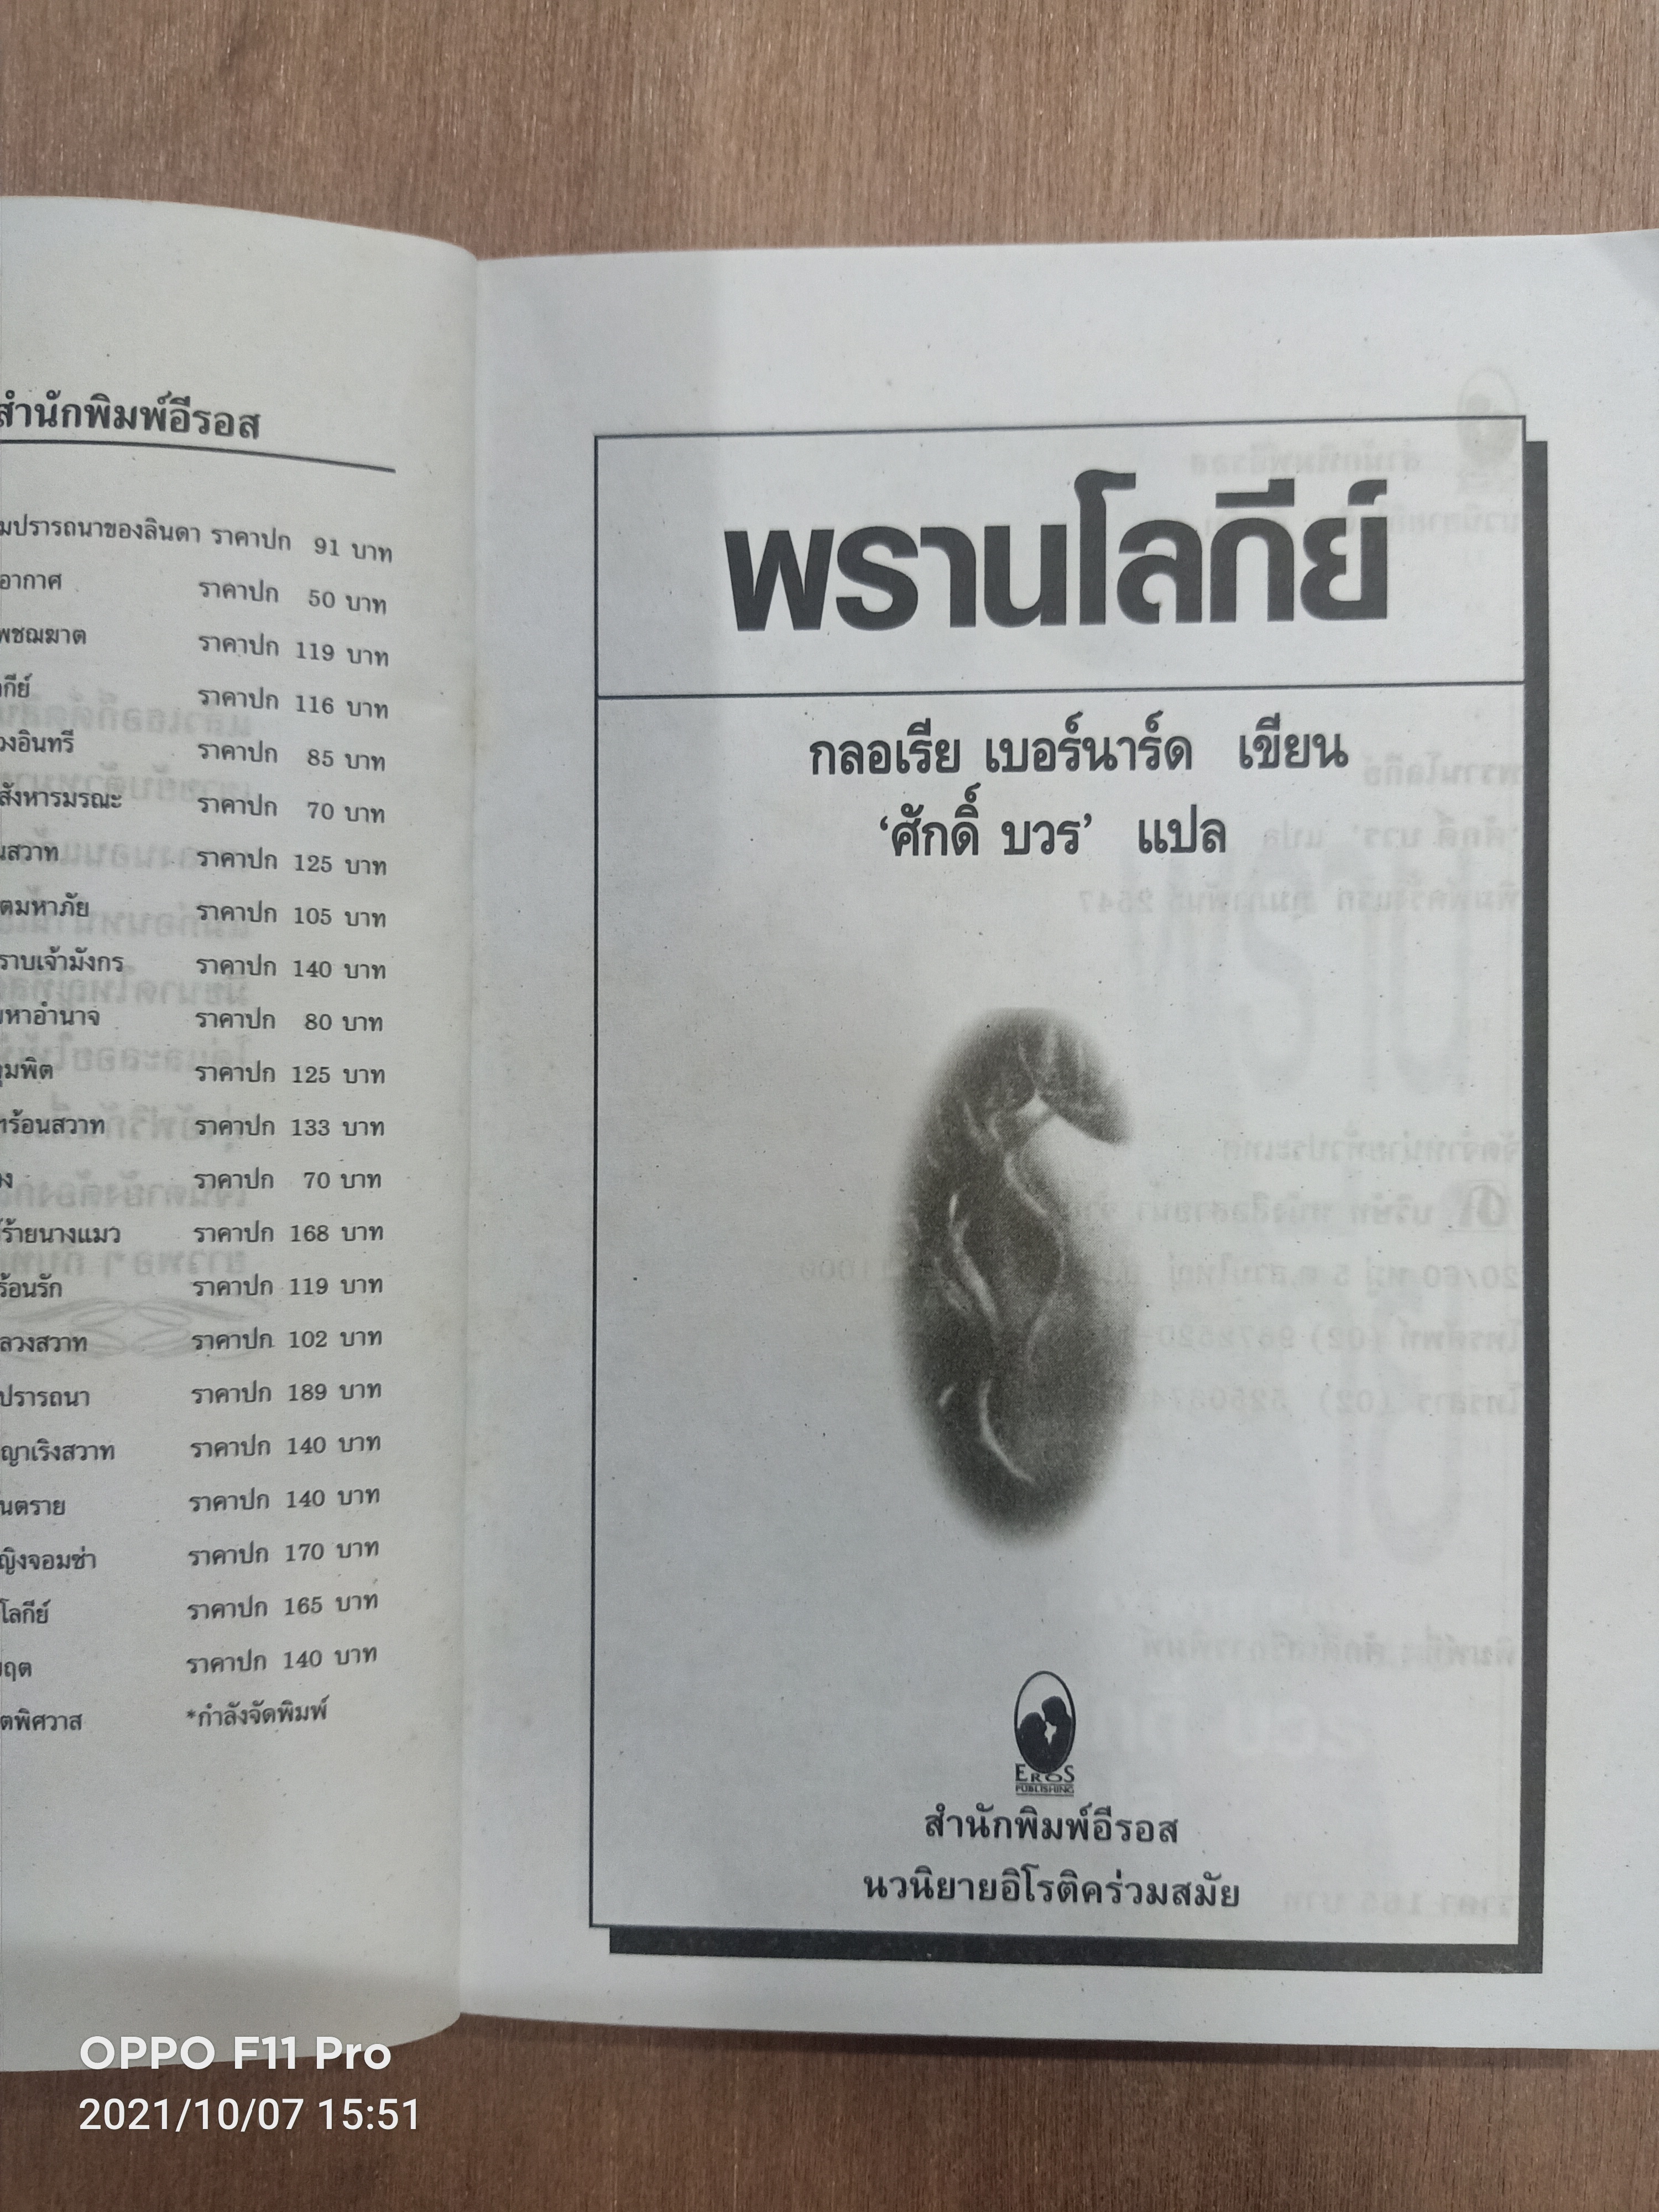 สำนักพิมพ์อีรอส
มปรารถนาของลินดา ราคาปก 91 บาท
อากาศ ราคาปก 50 บาท
พชฌฆาต ราคาปก 119 บาท
กีย์ ราคาปก 116 บาท
วงอินทรี ราคาปก 85 บาท
สังหารมรณะ ราคาปก 70 บาท
นสวาท ราคาปก 125 บาท
ตมหาภัย ราคาปก 105 บาท
ราบเจ้ามังกร ราคาปก 140 บาท
มหาอำนาจ ราคาปก 80 บาท
ุมพิต ราคาปก 125 บาท
ทร้อนสวาท ราคาปก 133 บาท
ง ราคาปก 70 บาท
ร้ายนางแมว ราคาปก 168 บาท
ร้อนรัก ราคาปก 119 บาท
ลวงสวาท ราคาปก 102 บาท
ปรารถนา ราคาปก 189 บาท
ญาเริงสวาท ราคาปก 140 บาท
นตราย ราคาปก 140 บาท
ญิงจอมซ่า ราคาปก 170 บาท
โลกีย์ ราคาปก 165 บาท
ฤต ราคาปก 140 บาท
ตพิศวาส *กำลังจัดพิมพ์
พรานโลกีย์
กลอเรีย เบอร์นาร์ด เขียน
‘ศักดิ์ บวร’ แปล
EROS
PUBLISHING
สำนักพิมพ์อีรอส
นวนิยายอิโรติคร่วมสมัย
OPPO F11 Pro
2021/10/07 15:51